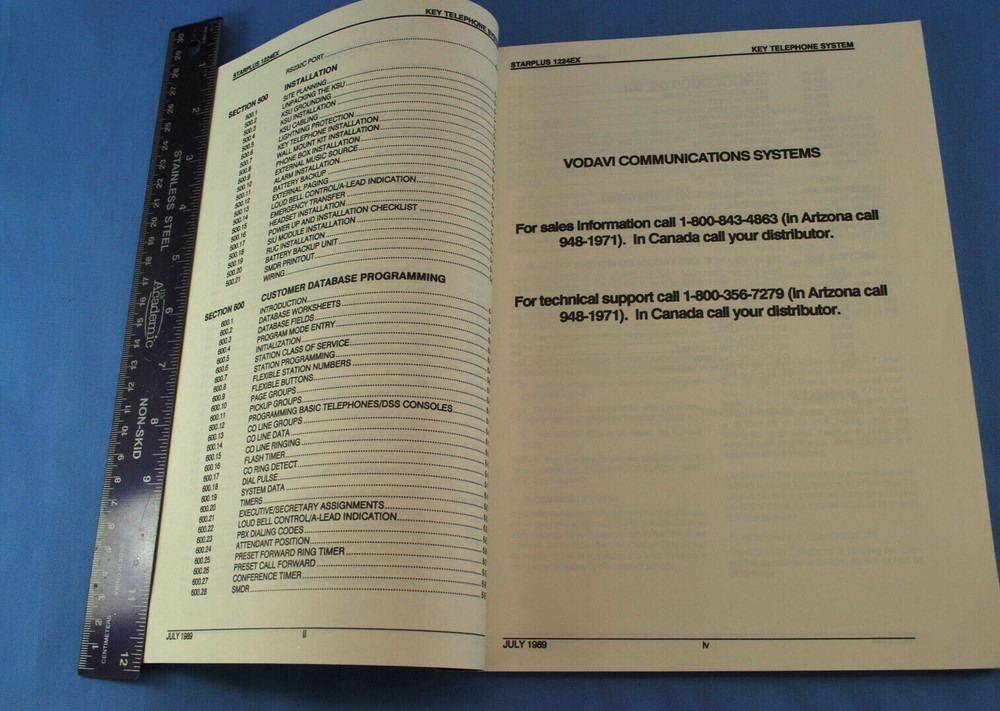 STARPLUS 1224EX
KEY TELEPHONE SYS
RS232C PORT
SECTION 500 INSTALLATION
500.1
500.2
500.3
500.4
500.5
500.6
500.7
500.8
500.9
500.10
500.11
500.12
500.13
500.14
500.15
500.16
500.17
500.18
500.19
500.20
500.21
SITE PLANNING
UNPACKING THE KSU
KSU GROUNDING
KSU INSTALLATION
KSU CABLING
LIGHTNING PROTECTION
KEY TELEPHONE INSTALLATION
WALL MOUNT KIT INSTALLATION
PHONE BOX INSTALLATION
EXTERNAL MUSIC SOURCE
ALARM INSTALLATION
BATTERY BACKUP
EXTERNAL PAGING
LOUD BELL CONTROL/A-LEAD INDICATION
EMERGENCY TRANSFER
HEADSET INSTALLATION
POWER UP AND INSTALLATION CHECKLIST
SIU MODULE INSTALLATION
RUC INSTALLATION
BATTERY BACKUP UNIT
SMDR PRINTOUT
WIRING
SECTION 600 CUSTOMER DATABASE PROGRAMMING
600.1
600.2
600.3
600.4
600.5
600.6
600.7
600.8
600.9
600.10
600.11
600.12
600.13
600.14
600.15
600.16
600.17
600.18
600.19
600.20
600.21
600.22
600.24
600.25
600.26
600.27
600.28
INTRODUCTION
DATABASE WORKSHEETS
DATABASE FIELDS
PROGRAM MODE ENTRY
INITIALIZATION
STATION CLASS OF SERVICE
STATION PROGRAMMING
FLEXIBLE STATION NUMBERS
FLEXIBLE BUTTONS
PAGE GROUPS
PICKUP GROUPS
PROGRAMMING BASIC TELEPHONES/DSS CONSOLES
CO LINE GROUPS
CO LINE DATA
CO LINE RINGING
FLASH TIMER
CO RING DETECT
DIAL PULSE
SYSTEM DATA
TIMERS
EXECUTIVE/SECRETARY ASSIGNMENTS
LOUD BELL CONTROL/A-LEAD INDICATION
PBX DIALING CODES
ATTENDANT POSITION
PRESET FORWARD RING TIMER
PRESET CALL FORWARD
CONFERENCE TIMER
SMDR
JULY 1989
ii
STARPLUS 1224EX
KEY TELEPHONE SYSTEM
VODAVI COMMUNICATIONS SYSTEMS
For sales information call 1-800-843-4863 (in Arizona call
948-1971). In Canada call your distributor.
For technical support call 1-800-356-7279 (in Arizona call
948-1971). In Canada call your distributor.
JULY 1989
iv
STAINLESS STEEL
Academic
NON-SKID
CENTIMETERS
1 2 3 4 5 6 7 8 9 11 12